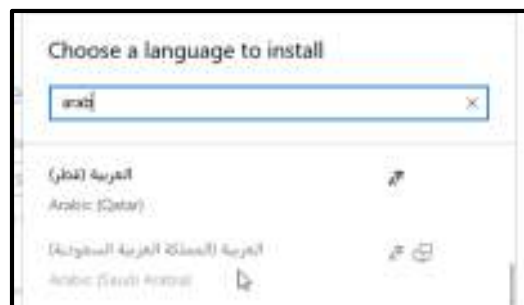 Choose a language to install
arab
العربية (قطر)
Arabic (Qatar)
العربية (المملكة العربية السعودية)
Arabic (Saudi Arabia)